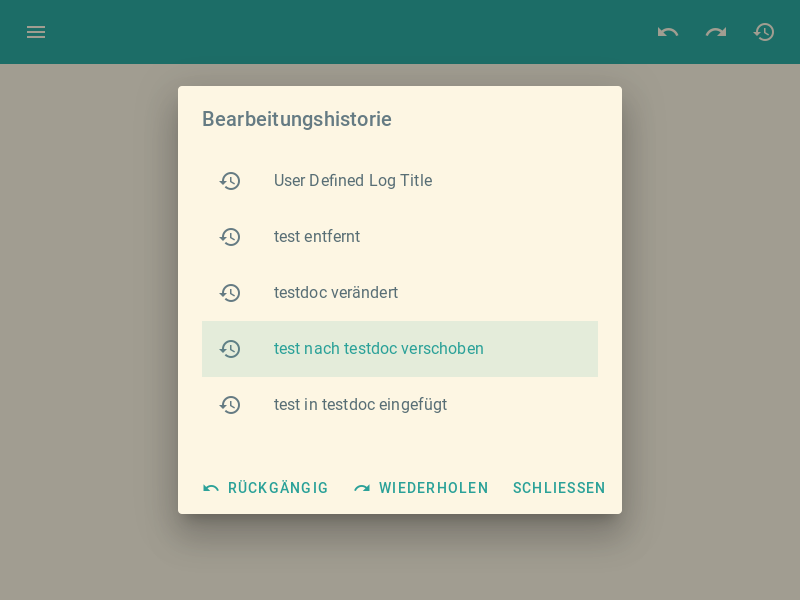 Bearbeitungshistorie
User Defined Log Title
test entfernt
testdoc verändert
test nach testdoc verschoben
test in testdoc eingefügt
RÜCKGÄNGIG WIEDERHOLEN SCHLIESSEN